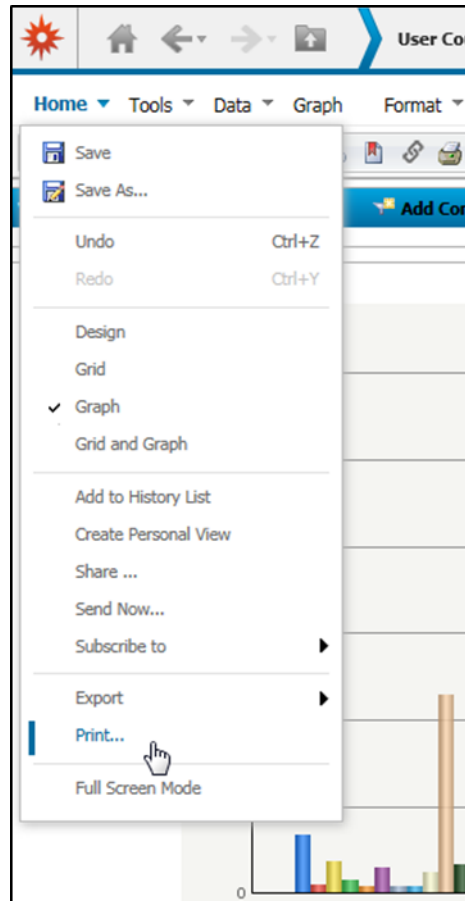 User Co
Home Tools Data Graph Format
Save
Save As...
Add Con
Undo Ctrl+Z
Redo Ctrl+Y
Design
Grid
Graph
Grid and Graph
Add to History List
Create Personal View
Share ...
Send Now...
Subscribe to
Export
Print...
Full Screen Mode
0